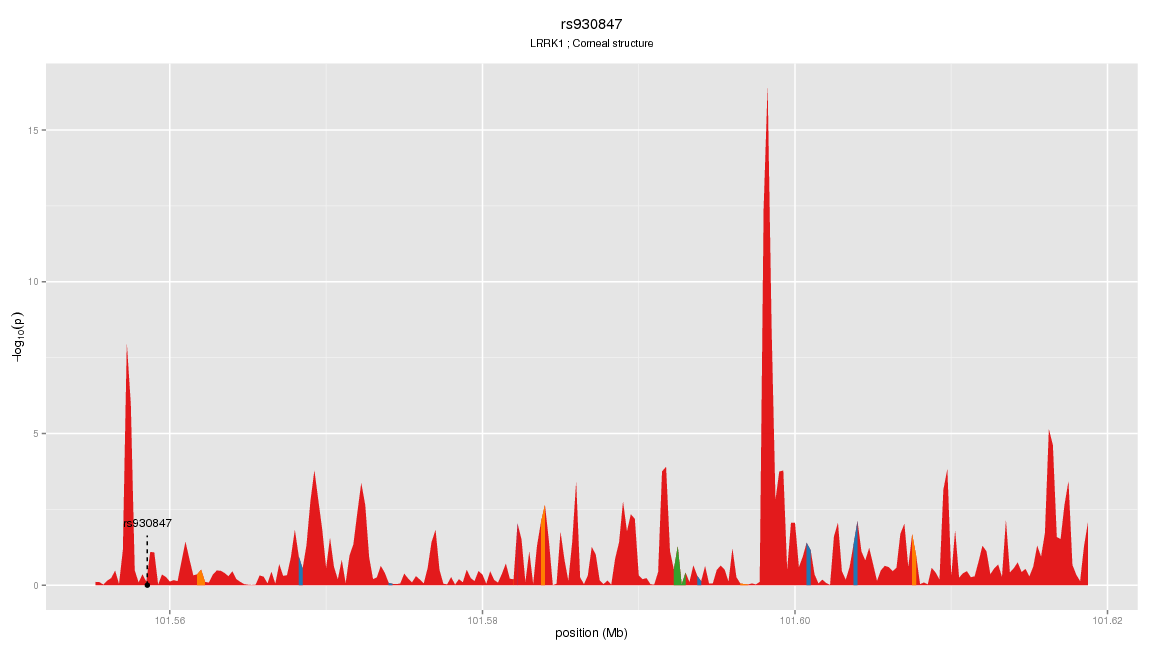 rs930847
LRRK1 ; Corneal structure
15
10
5
0
−log10(p)
rs930847
101.56
101.58
101.60
101.62
position (Mb)